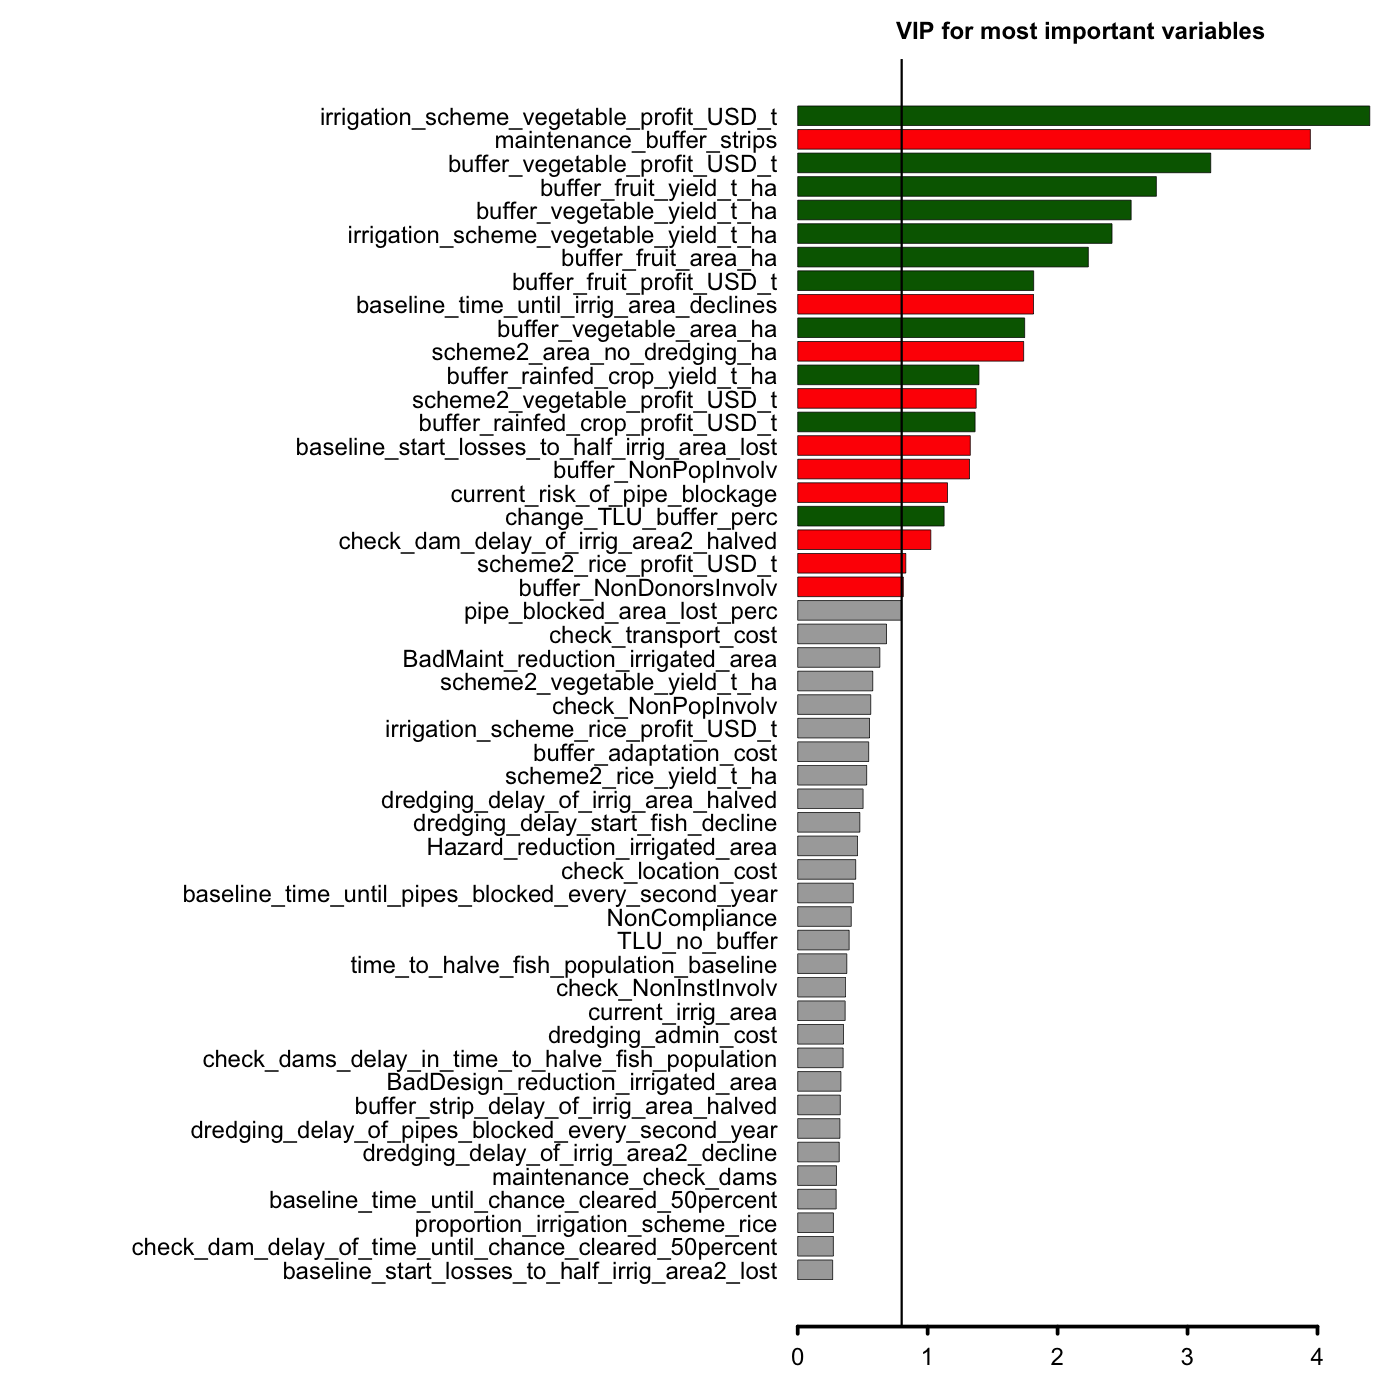 VIP for most important variables
irrigation_scheme_vegetable_profit_USD_t
maintenance_buffer_strips
buffer_vegetable_profit_USD_t
buffer_fruit_yield_t_ha
buffer_vegetable_yield_t_ha
irrigation_scheme_vegetable_yield_t_ha
buffer_fruit_area_ha
buffer_fruit_profit_USD_t
baseline_time_until_irrig_area_declines
buffer_vegetable_area_ha
scheme2_area_no_dredging_ha
buffer_rainfed_crop_yield_t_ha
scheme2_vegetable_profit_USD_t
buffer_rainfed_crop_profit_USD_t
baseline_start_losses_to_half_irrig_area_lost
buffer_NonPopInvolv
current_risk_of_pipe_blockage
change_TLU_buffer_perc
check_dam_delay_of_irrig_area2_halved
scheme2_rice_profit_USD_t
buffer_NonDonorsInvolv
pipe_blocked_area_lost_perc
check_transport_cost
BadMaint_reduction_irrigated_area
scheme2_vegetable_yield_t_ha
check_NonPopInvolv
irrigation_scheme_rice_profit_USD_t
buffer_adaptation_cost
scheme2_rice_yield_t_ha
dredging_delay_of_irrig_area_halved
dredging_delay_start_fish_decline
Hazard_reduction_irrigated_area
check_location_cost
baseline_time_until_pipes_blocked_every_second_year
NonCompliance
TLU_no_buffer
time_to_halve_fish_population_baseline
check_NonInstInvolv
current_irrig_area
dredging_admin_cost
check_dams_delay_in_time_to_halve_fish_population
BadDesign_reduction_irrigated_area
buffer_strip_delay_of_irrig_area_halved
dredging_delay_of_pipes_blocked_every_second_year
dredging_delay_of_irrig_area2_decline
maintenance_check_dams
baseline_time_until_chance_cleared_50percent
proportion_irrigation_scheme_rice
check_dam_delay_of_time_until_chance_cleared_50percent
baseline_start_losses_to_half_irrig_area2_lost
0 1 2 3 4